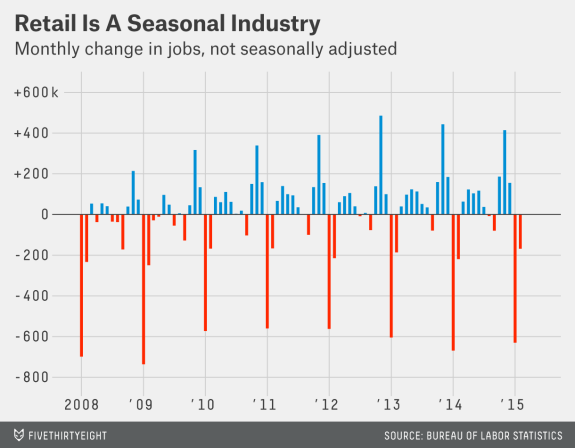 Retail Is A Seasonal Industry
Monthly change in jobs, not seasonally adjusted
+600k
+400
+200
0
-200
-400
-600
-800
2008 '09 '10 '11 '12 '13 '14 '15
FIVETHIRTYEIGHT SOURCE: BUREAU OF LABOR STATISTICS